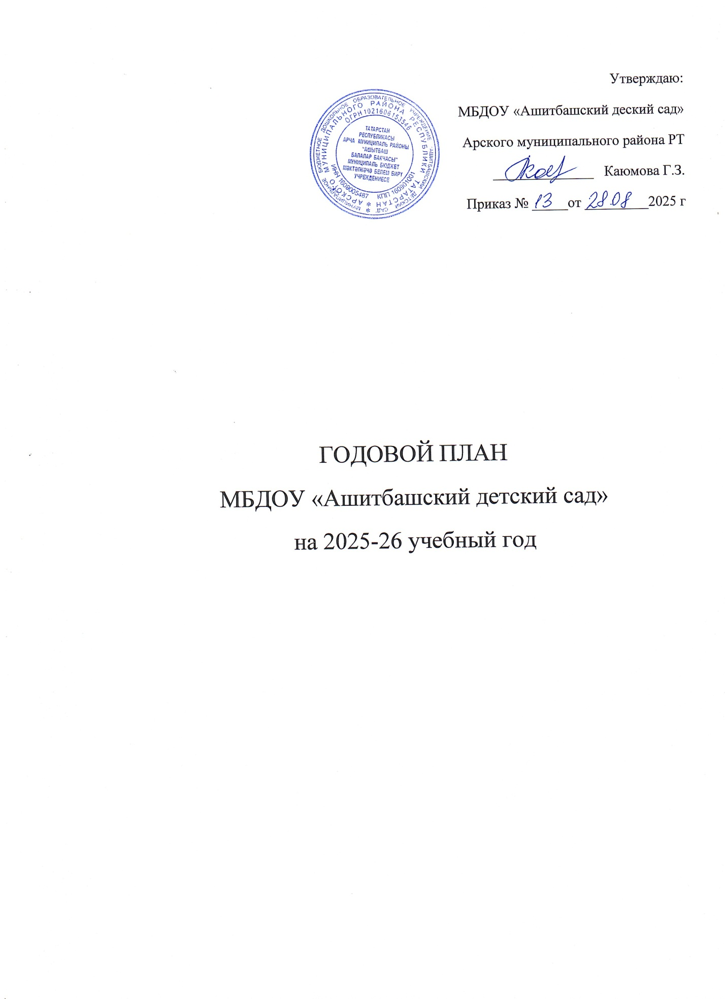 Утверждаю:
МБДОУ «Ашитбашский деский сад»
Арского муниципального района РТ
Каюмова Г.З.
Приказ № 13 от 28.08 2025 г
МУНИЦИПАЛЬНОЕ БЮДЖЕТНОЕ ДОШКОЛЬНОЕ ОБРАЗОВАТЕЛЬНОЕ УЧРЕЖДЕНИЕ "АШИТБАШСКИЙ ДЕТСКИЙ САД"
АРСКОГО МУНИЦИПАЛЬНОГО РАЙОНА РЕСПУБЛИКИ ТАТАРСТАН
ОГРН 1021606153546
ИНН 1609005487 КПП 160901001
ТАТАРСТАН
РЕСПУБЛИКАСЫ
АРЧА МУНИЦИПАЛЬ РАЙОНЫ
"АШЫТБАШ
БАЛАЛАР БАКЧАСЫ"
МУНИЦИПАЛЬ БЮДЖЕТ
МӘКТӘПКӘЧӘ БЕЛЕМ БИРҮ
УЧРЕЖДЕНИЕСЕ
ГОДОВОЙ ПЛАН
МБДОУ «Ашитбашский детский сад»
на 2025-26 учебный год